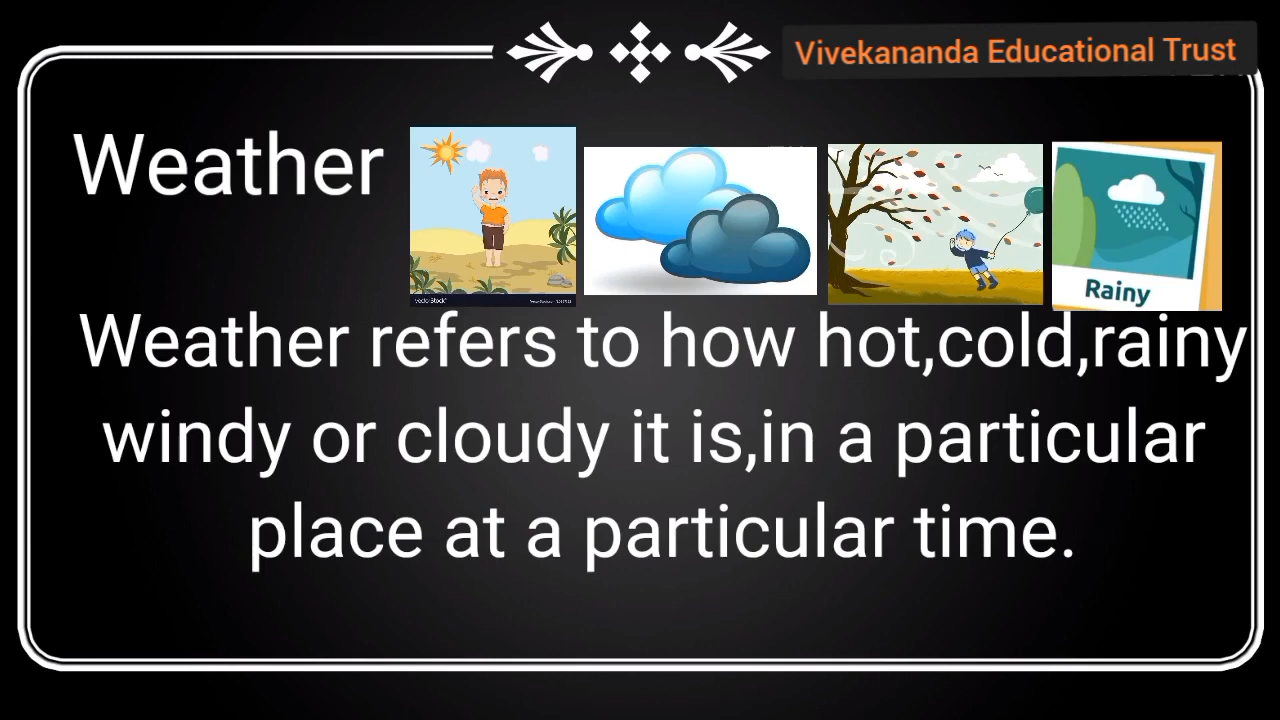 Vivekananda Educational Trust
Weather
VectorStock
Rainy
Weather refers to how hot,cold,rainy
windy or cloudy it is,in a particular
place at a particular time.